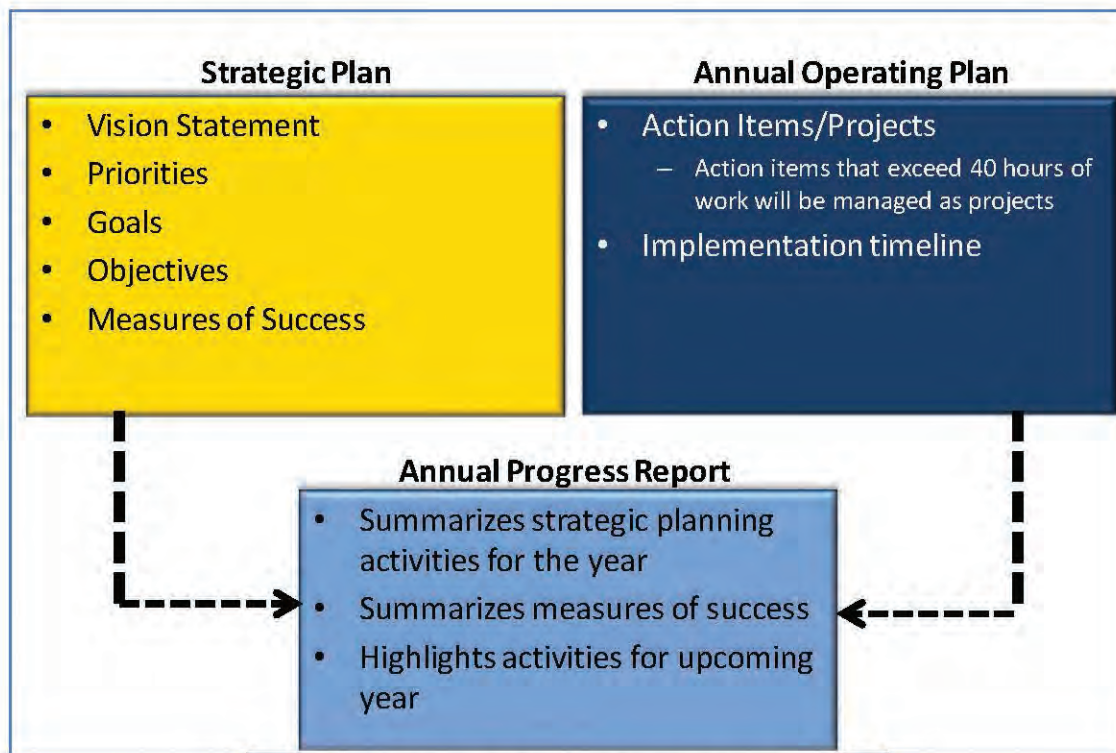 Strategic Plan
• Vision Statement
• Priorities
• Goals
• Objectives
• Measures of Success
Annual Operating Plan
• Action Items/Projects
– Action items that exceed 40 hours of
work will be managed as projects
• Implementation timeline
Annual Progress Report
• Summarizes strategic planning
activities for the year
• Summarizes measures of success
• Highlights activities for upcoming
year